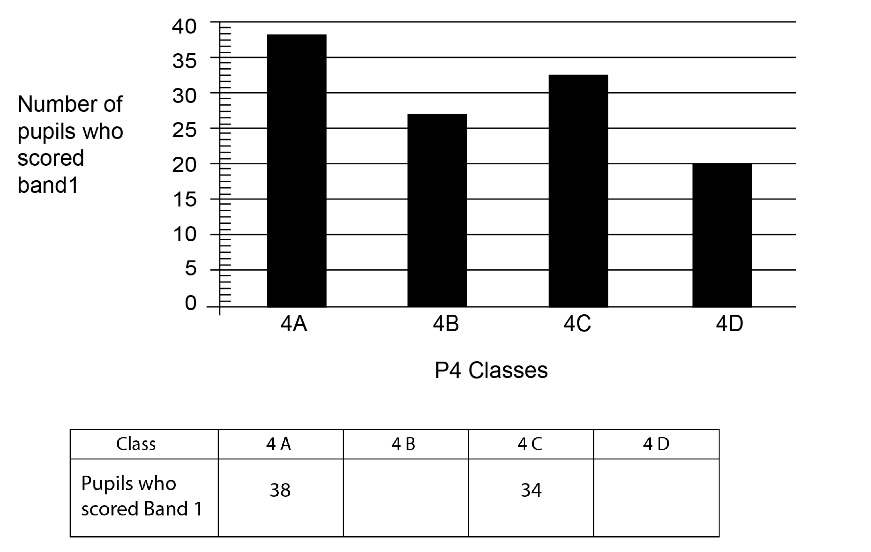 40
35
30
25
20
15
10
5
0
Number of
pupils who
scored
band1
4A 4B 4C 4D
P4 Classes
Class 4 A 4 B 4 C 4 D
Pupils who
scored Band 1 38 34